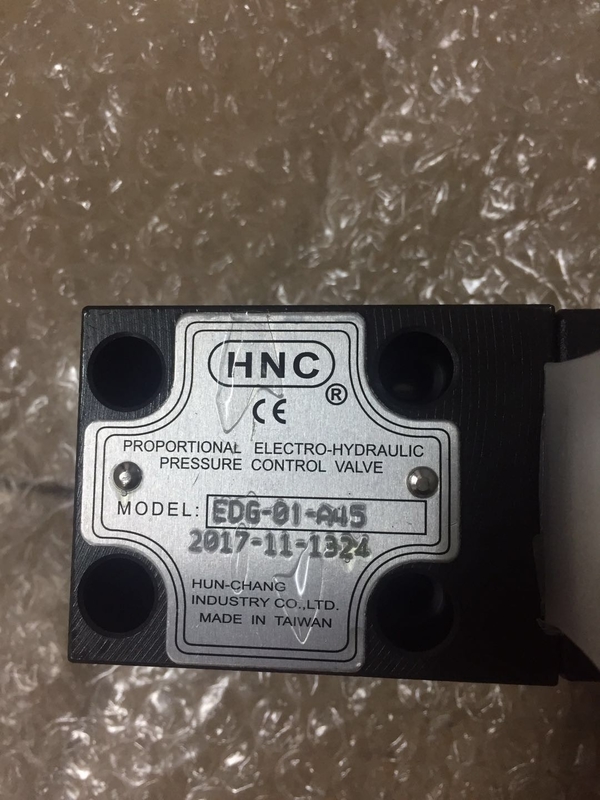 HNC
®
CE
PROPORTIONAL ELECTRO-HYDRAULIC
PRESSURE CONTROL VALVE
MODEL: EDG-01-A45
2017-11-1324
HUN-CHANG
INDUSTRY CO.,LTD.
MADE IN TAIWAN